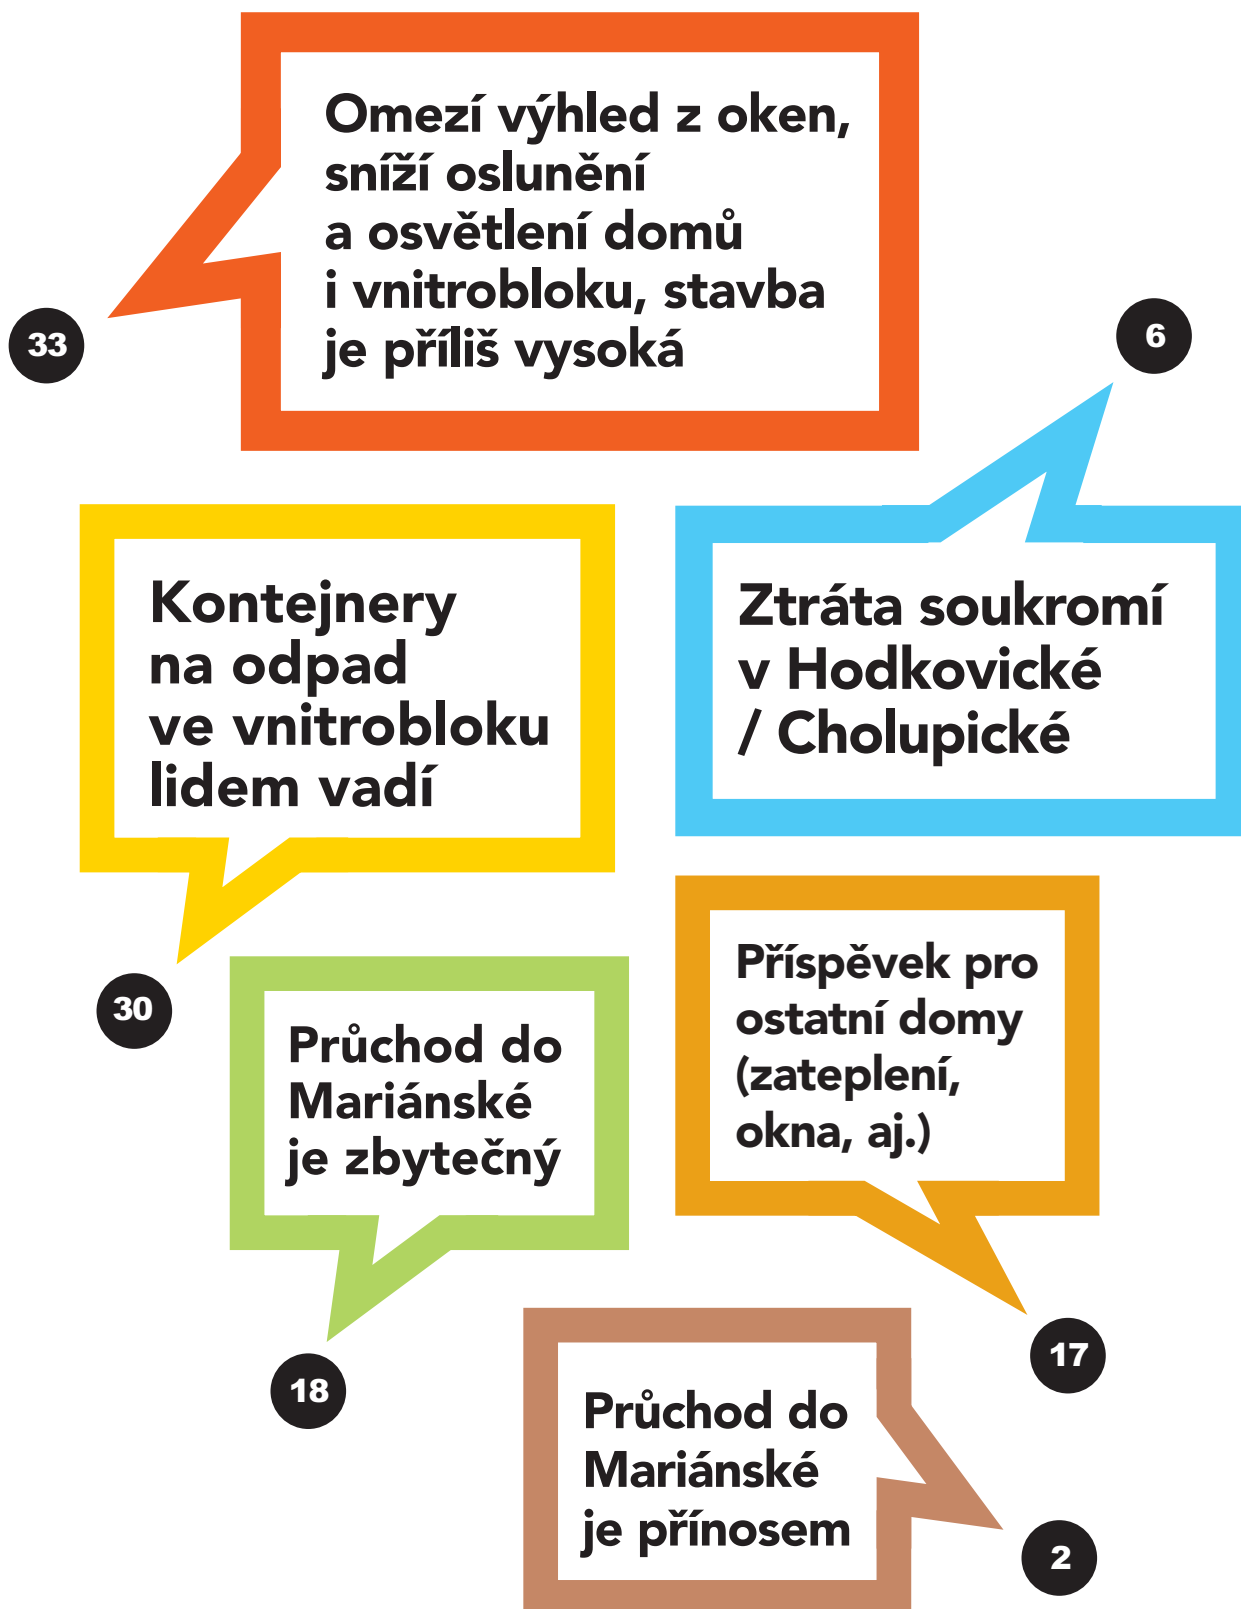 Omezí výhled z oken,
sníží oslunění
a osvětlení domů
i vnitrobloku, stavba
je příliš vysoká
33
6
Kontejnery
na odpad
ve vnitrobloku
lidem vadí
30
Ztráta soukromí
v Hodkovické
/ Cholupické
Průchod do
Mariánské
je zbytečný
18
Příspěvek pro
ostatní domy
(zateplení,
okna, aj.)
17
Průchod do
Mariánské
je přínosem
2